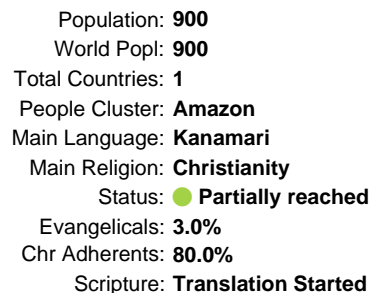 Population: 900
World Popl: 900
Total Countries: 1
People Cluster: Amazon
Main Language: Kanamari
Main Religion: Christianity
Status: Partially reached
Evangelicals: 3.0%
Chr Adherents: 80.0%
Scripture: Translation Started